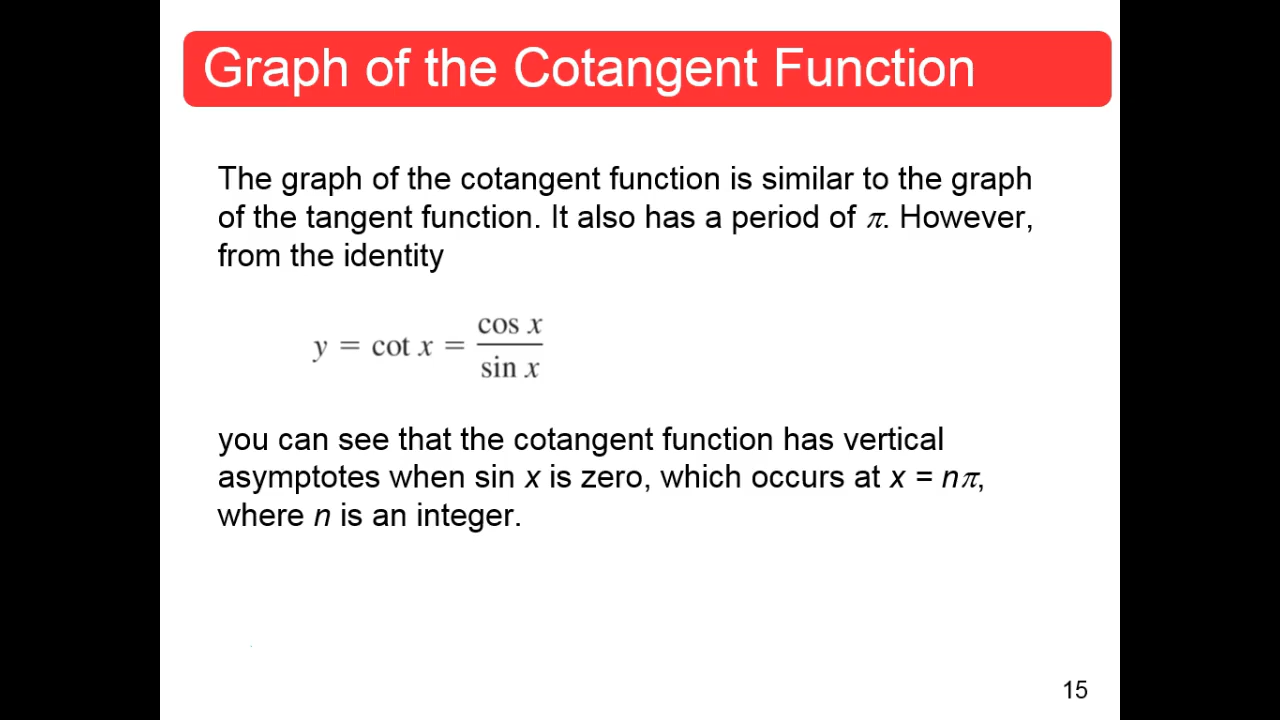 Graph of the Cotangent Function
The graph of the cotangent function is similar to the graph
of the tangent function. It also has a period of π. However,
from the identity
y = cot x = cos x / sin x
you can see that the cotangent function has vertical
asymptotes when sin x is zero, which occurs at x = nπ,
where n is an integer.
15